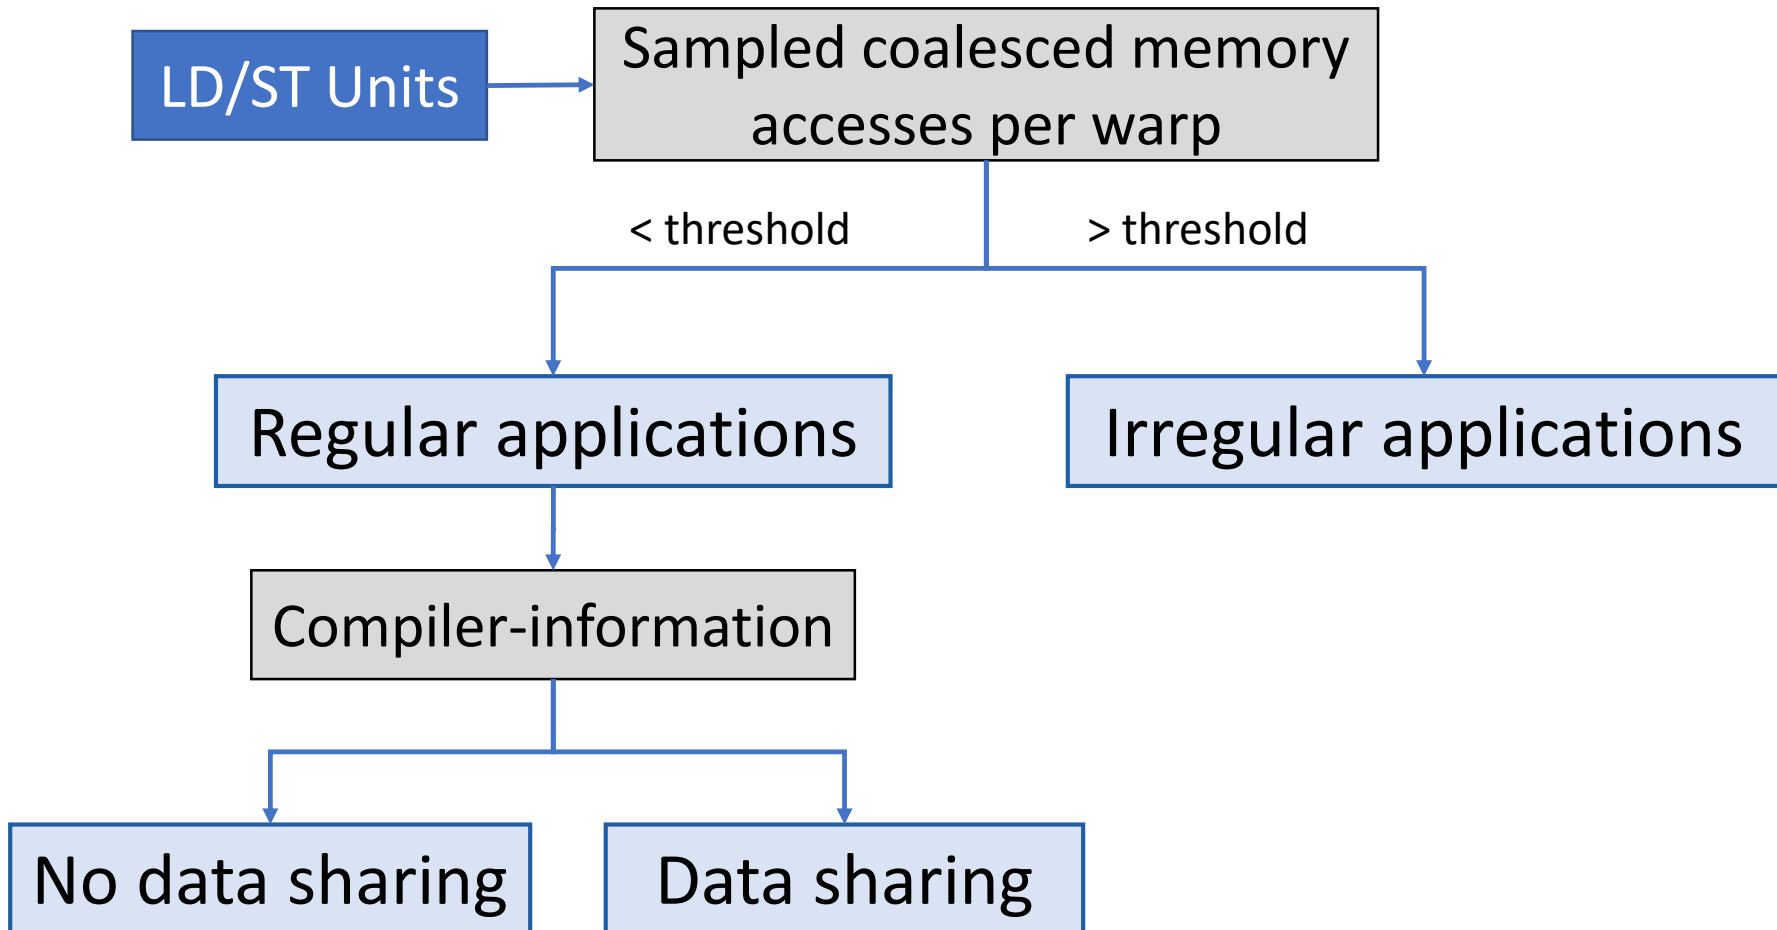 LD/ST Units
Sampled coalesced memory
accesses per warp
< threshold
> threshold
Regular applications
Irregular applications
Compiler-information
No data sharing
Data sharing